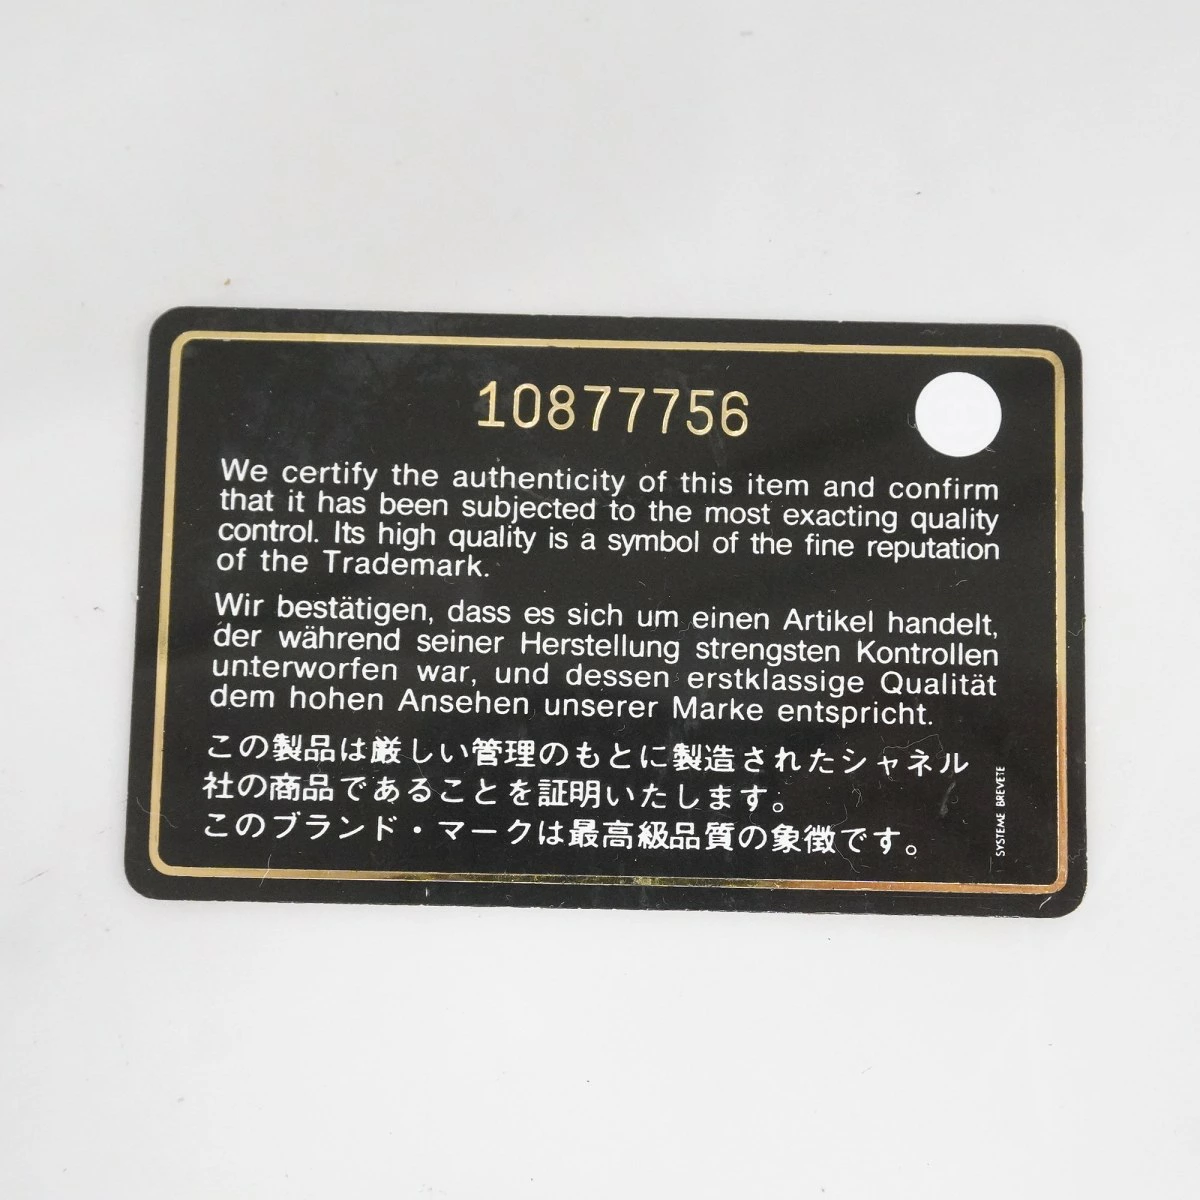 10877756
We certify the authenticity of this item and confirm
that it has been subjected to the most exacting quality
control. Its high quality is a symbol of the fine reputation
of the Trademark.
Wir bestätigen, dass es sich um einen Artikel handelt,
der während seiner Herstellung strengsten Kontrollen
unterworfen war, und dessen erstklassige Qualität
dem hohen Ansehen unserer Marke entspricht.
この製品は厳しい管理のもとに製造されたシャネル
社の商品であることを証明いたします。
このブランド・マークは最高級品質の象徴です。
SYSTEME BREVETE